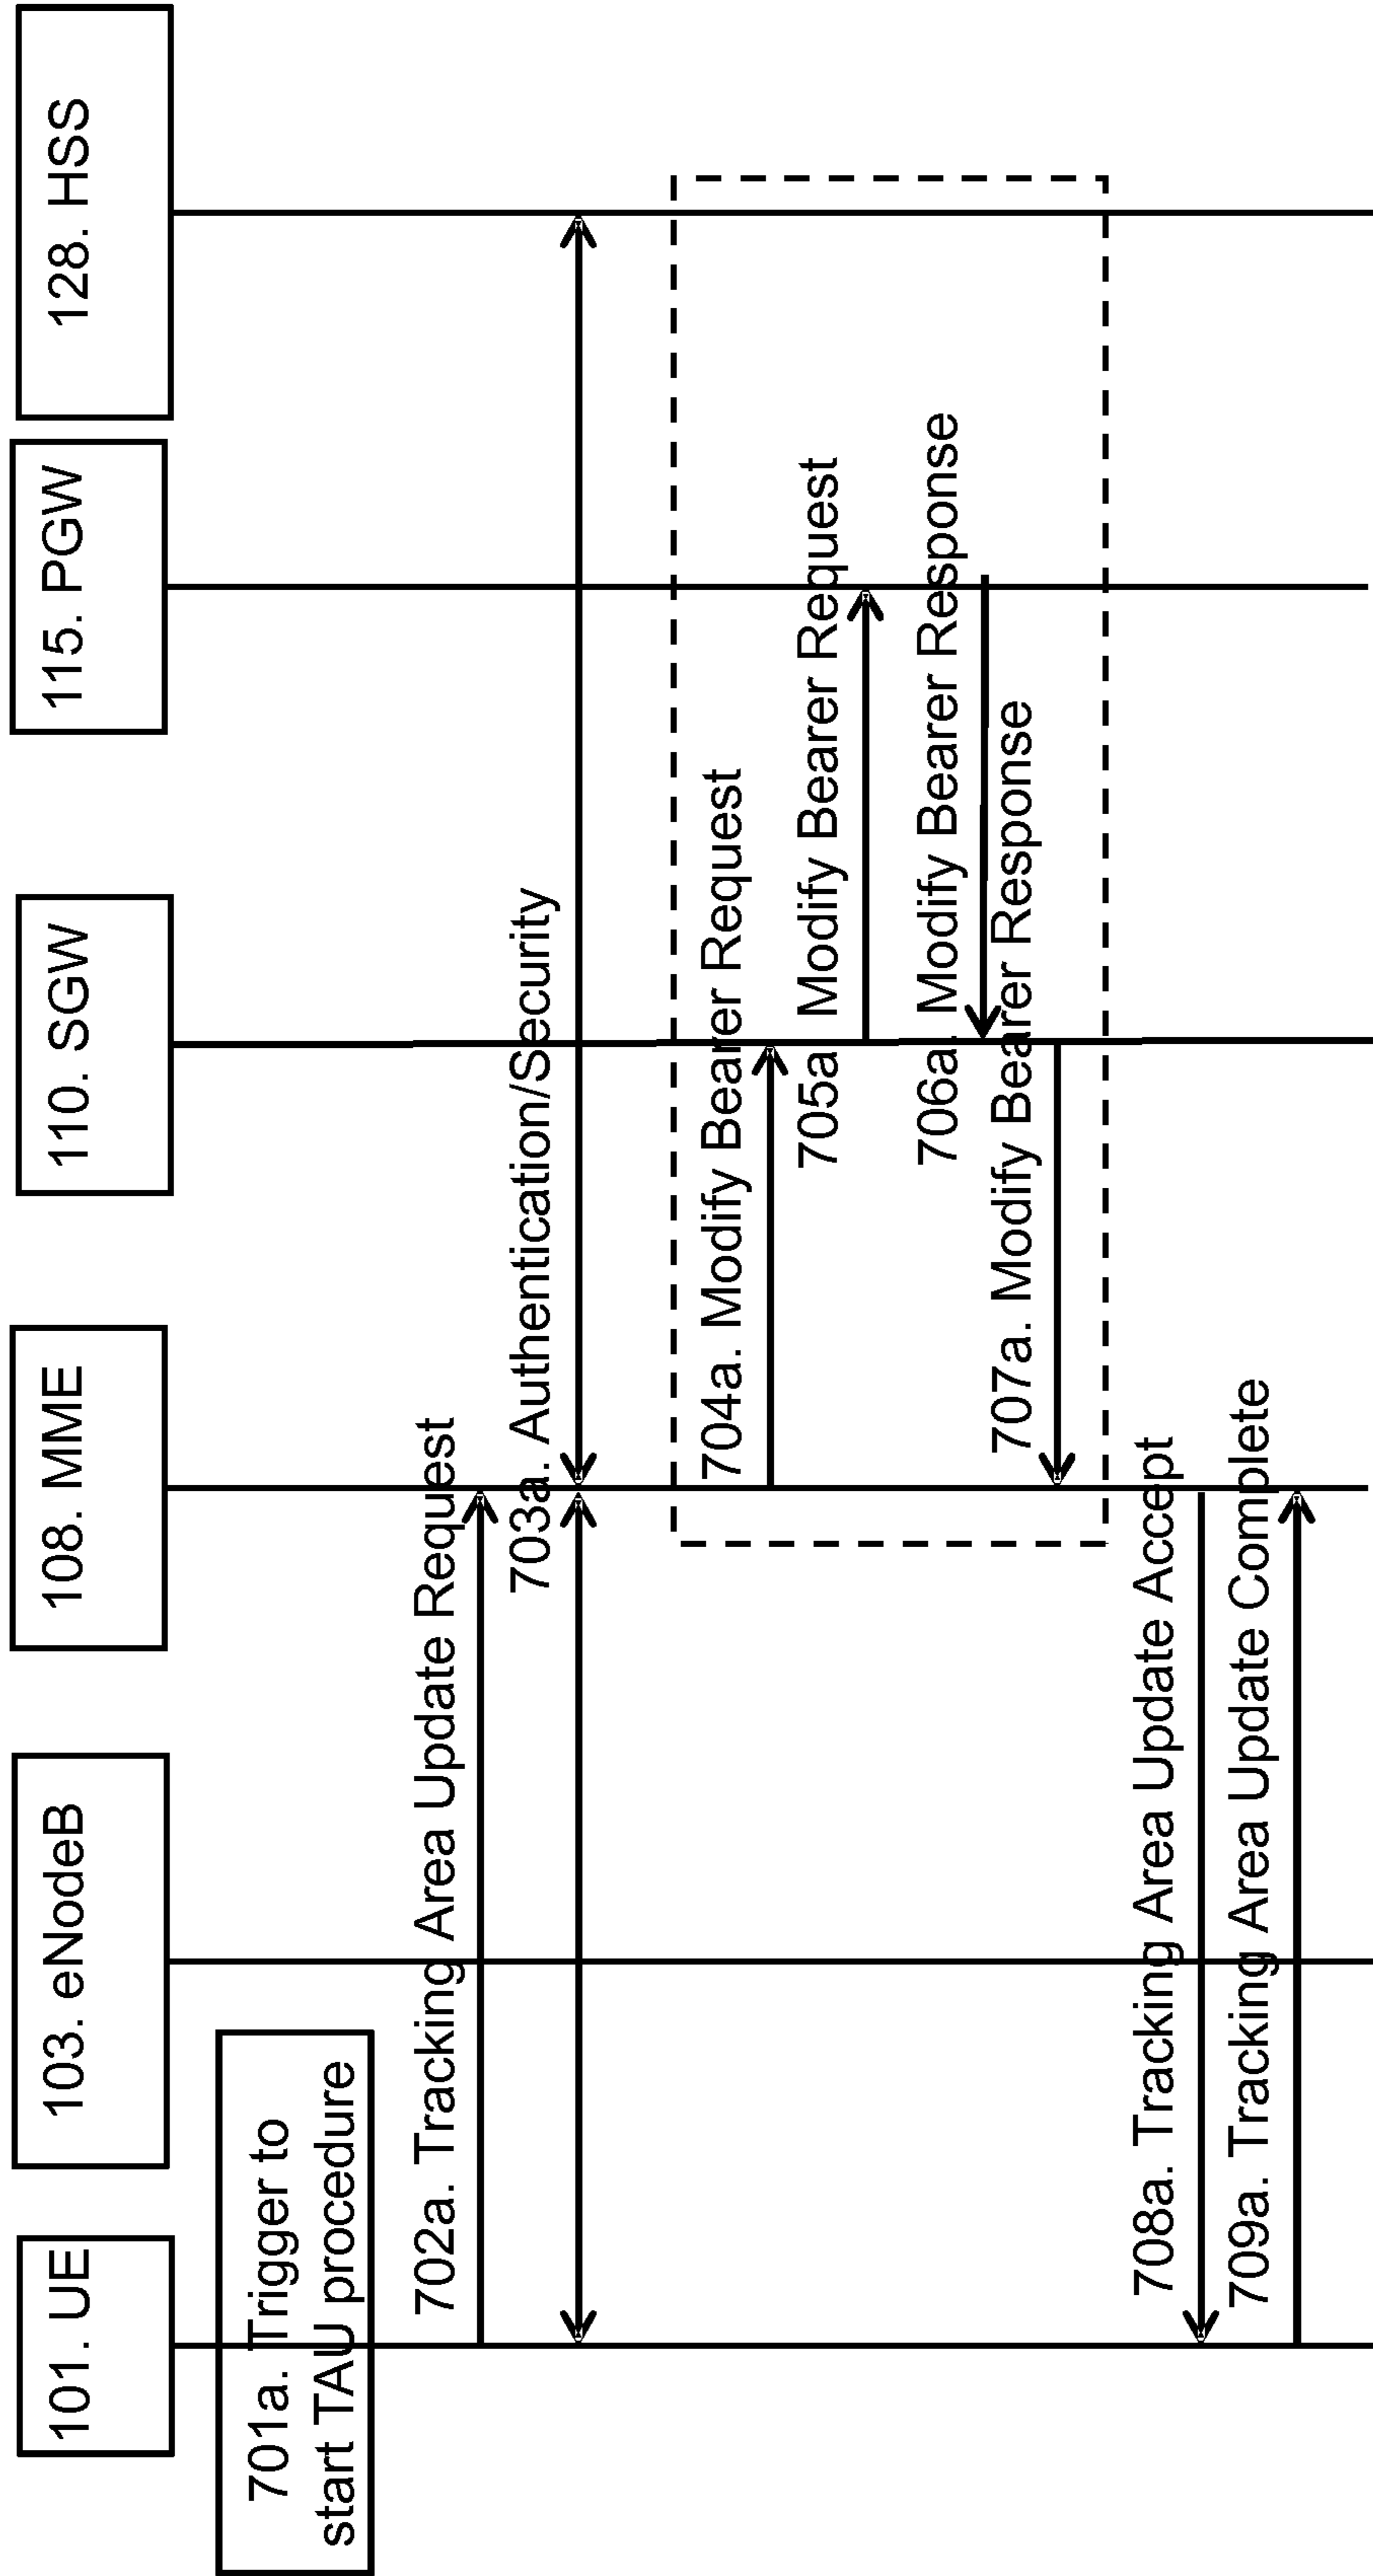 101. UE
103. eNodeB
108. MME
110. SGW
115. PGW
128. HSS
701a. Trigger to
start TAU procedure
702a. Tracking Area Update Request
703a. Authentication/Security
704a. Modify Bearer Request
705a Modify Bearer Request
706a. Modify Bearer Response
707a. Modify Bearer Response
708a. Tracking Area Update Accept
709a. Tracking Area Update Complete